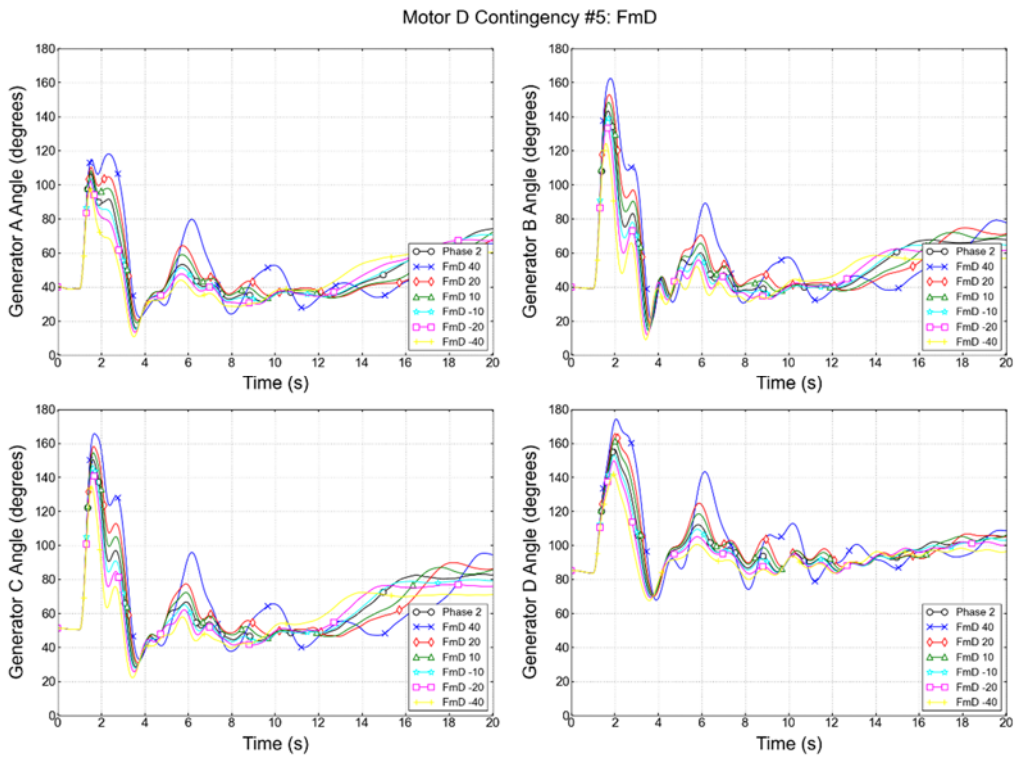 Motor D Contingency #5: FmD
180
160
140
120
100
80
60
40
20
0
Generator A Angle (degrees)
0 2 4 6 8 10 12 14 16 18 20
Time (s)
Phase 2
FmD 40
FmD 20
FmD 10
FmD -10
FmD -20
FmD -40
180
160
140
120
100
80
60
40
20
0
Generator B Angle (degrees)
0 2 4 6 8 10 12 14 16 18 20
Time (s)
Phase 2
FmD 40
FmD 20
FmD 10
FmD -10
FmD -20
FmD -40
180
160
140
120
100
80
60
40
20
0
Generator C Angle (degrees)
0 2 4 6 8 10 12 14 16 18 20
Time (s)
Phase 2
FmD 40
FmD 20
FmD 10
FmD -10
FmD -20
FmD -40
180
160
140
120
100
80
60
40
20
0
Generator D Angle (degrees)
0 2 4 6 8 10 12 14 16 18 20
Time (s)
Phase 2
FmD 40
FmD 20
FmD 10
FmD -10
FmD -20
FmD -40